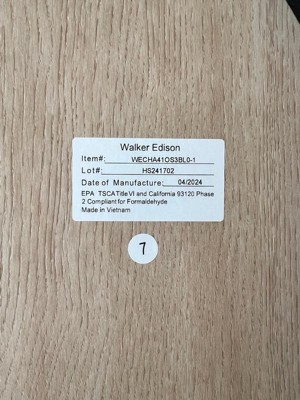 Walker Edison
Item#: WECHA41OS3BL0-1
Lot#: HS241702
Date of Manufacture: 04/2024
EPA TSCA Title VI and California 93120 Phase
2 Compliant for Formaldehyde
Made in Vietnam
7